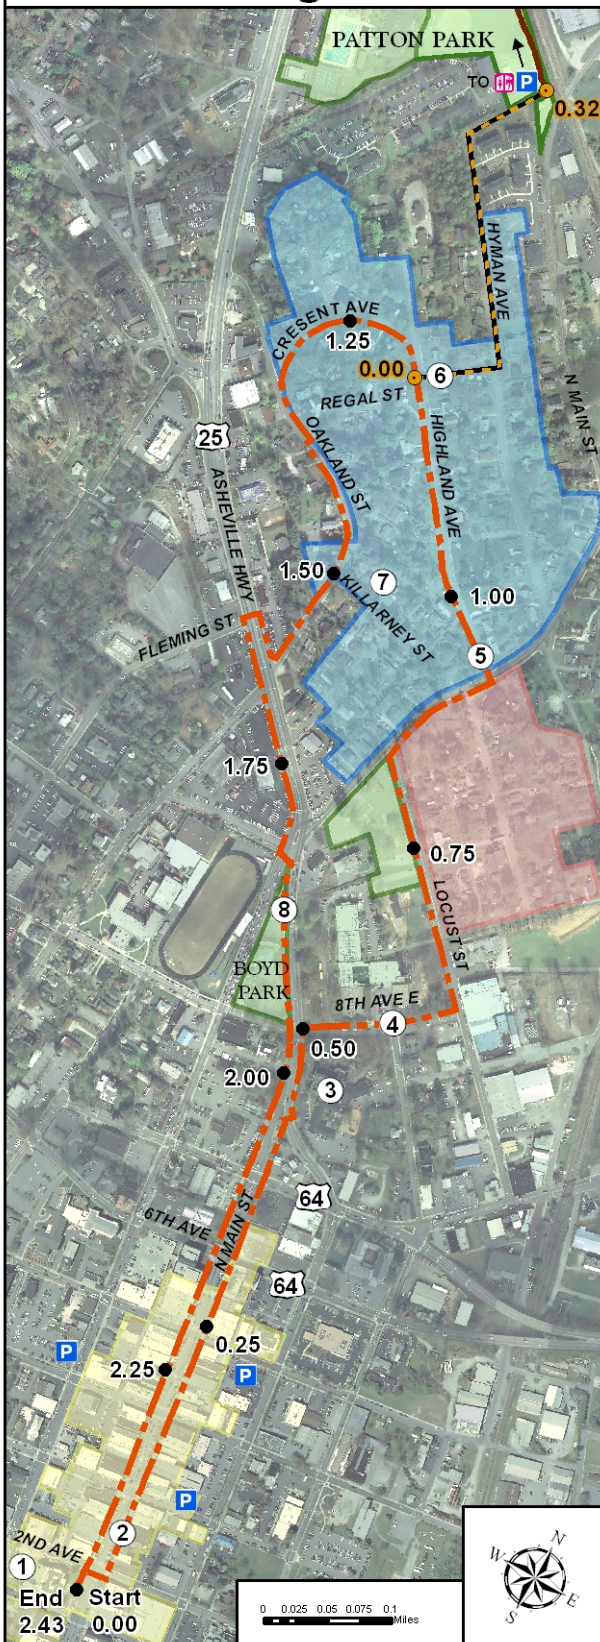 PATTON PARK
TO P
0.32
HYMAN AVE
CRESENT AVE
1.25
0.00
6
REGAL ST
N MAIN ST
25
OAKLAND ST
HIGHLAND AVE
ASHEVILLE HWY
1.50
7
1.00
KILLARNEY ST
FLEMING ST
5
1.75
0.75
LOCUST ST
8
BOYD
PARK
8TH AVE E
4
0.50
2.00
3
64
6TH AVE
N MAIN ST
64
0.25
P
2.25
P
P
2
2ND AVE
1
End
2.43
Start
0.00
0 0.025 0.05 0.075 0.1
Miles
N
W
E
S